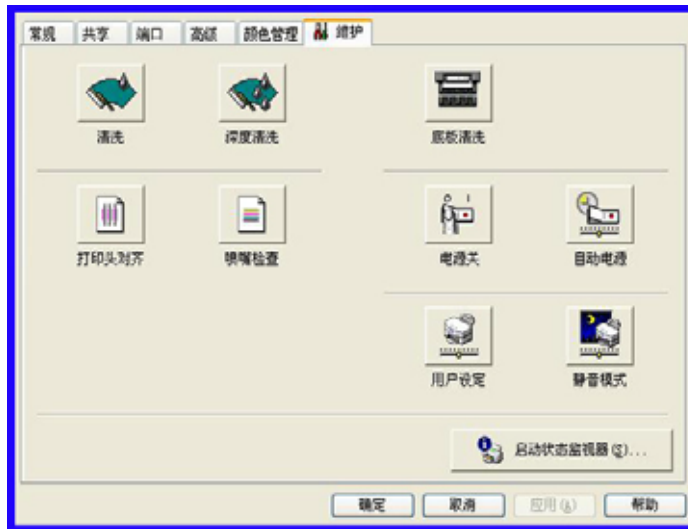 常规 共享 端口 高级 颜色管理 维护
清洗 深度清洗 底板清洗
打印头对齐 喷嘴检查 电源关 自动电源
用户设定 静音模式
启动状态监视器(S)...
确定 取消 应用(A) 帮助